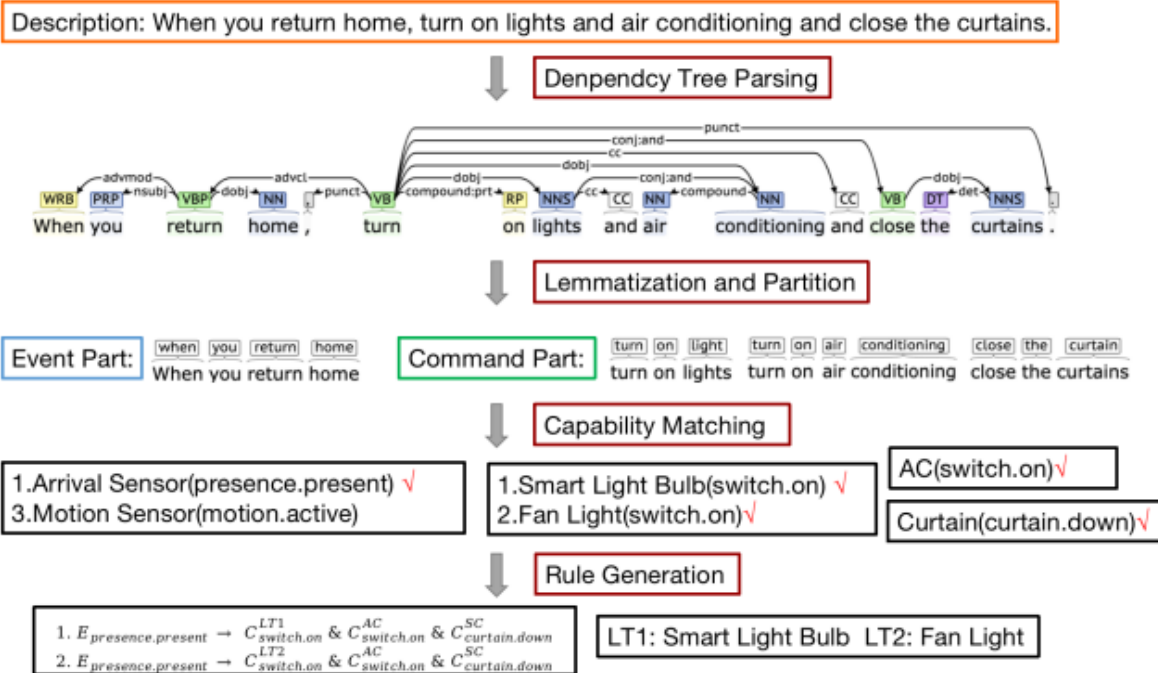 Description: When you return home, turn on lights and air conditioning and close the curtains.
Denpendcy Tree Parsing
punct
conj:and
cc
dobj
advmod advcl dobj conj:and dobj
nsubj dobj punct compound:prt cc compound det
WRB PRP VBP NN , VB RP NNS CC NN NN CC VB DT NNS .
When you return home , turn on lights and air conditioning and close the curtains .
Lemmatization and Partition
Event Part:
when you return home
When you return home
Command Part:
turn on light turn on air conditioning close the curtain
turn on lights turn on air conditioning close the curtains
Capability Matching
1.Arrival Sensor(presence.present) √
3.Motion Sensor(motion.active)
1.Smart Light Bulb(switch.on) √
2.Fan Light(switch.on)√
AC(switch.on)√
Curtain(curtain.down)√
Rule Generation
1. E_presence.present → C^LT1_switch.on & C^AC_switch.on & C^SC_curtain.down
2. E_presence.present → C^LT2_switch.on & C^AC_switch.on & C^SC_curtain.down
LT1: Smart Light Bulb LT2: Fan Light